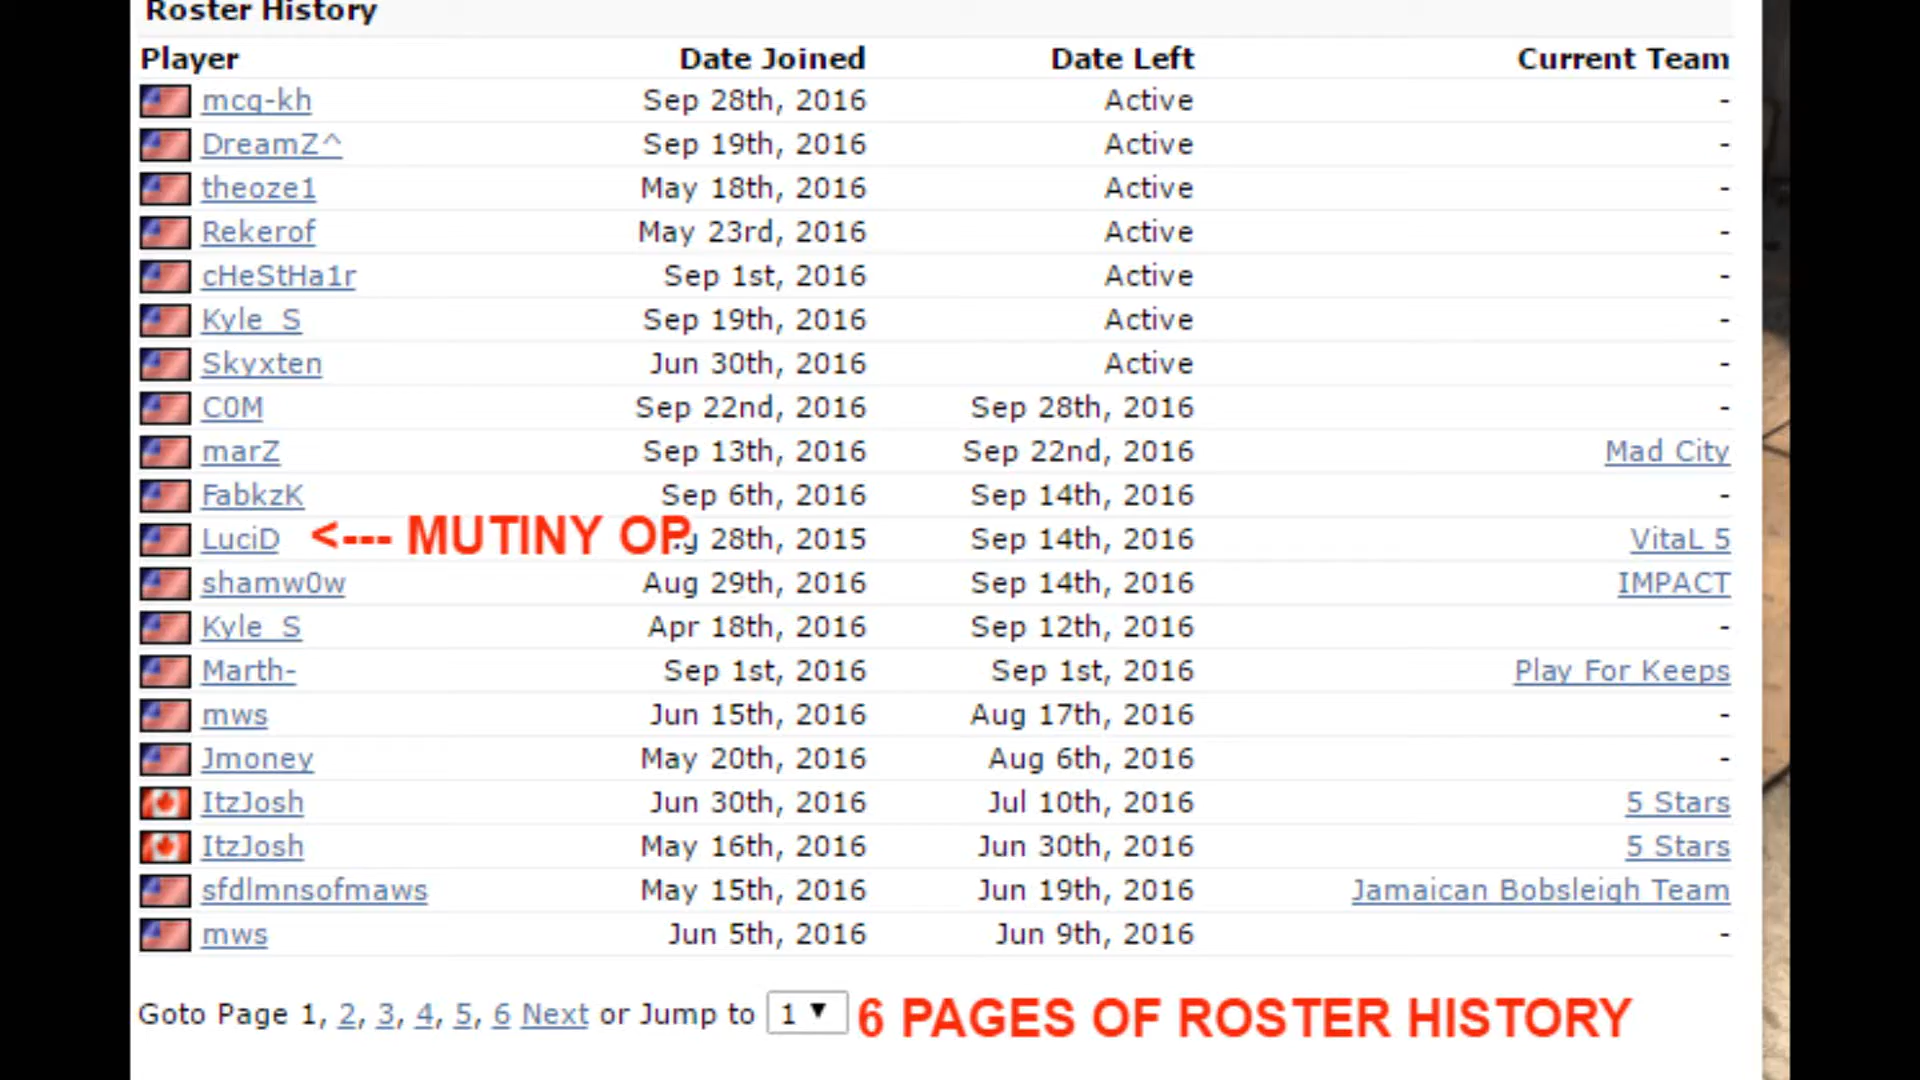 Roster History
Player Date Joined Date Left Current Team
mcq-kh Sep 28th, 2016 Active -
DreamZ^ Sep 19th, 2016 Active -
theoze1 May 18th, 2016 Active -
Rekerof May 23rd, 2016 Active -
cHeStHa1r Sep 1st, 2016 Active -
Kyle_S Sep 19th, 2016 Active -
Skyxten Jun 30th, 2016 Active -
C0M Sep 22nd, 2016 Sep 28th, 2016 -
marZ Sep 13th, 2016 Sep 22nd, 2016 Mad City
FabkzK Sep 6th, 2016 Sep 14th, 2016 -
LuciD <--- MUTINY OP 28th, 2015 Sep 14th, 2016 VitaL 5
shamw0w Aug 29th, 2016 Sep 14th, 2016 IMPACT
Kyle_S Apr 18th, 2016 Sep 12th, 2016 -
Marth- Sep 1st, 2016 Sep 1st, 2016 Play For Keeps
mws Jun 15th, 2016 Aug 17th, 2016 -
Jmoney May 20th, 2016 Aug 6th, 2016 -
ItzJosh Jun 30th, 2016 Jul 10th, 2016 5 Stars
ItzJosh May 16th, 2016 Jun 30th, 2016 5 Stars
sfdlmnsofmaws May 15th, 2016 Jun 19th, 2016 Jamaican Bobsleigh Team
mws Jun 5th, 2016 Jun 9th, 2016 -
Goto Page 1, 2, 3, 4, 5, 6 Next or Jump to 1 ▼ 6 PAGES OF ROSTER HISTORY